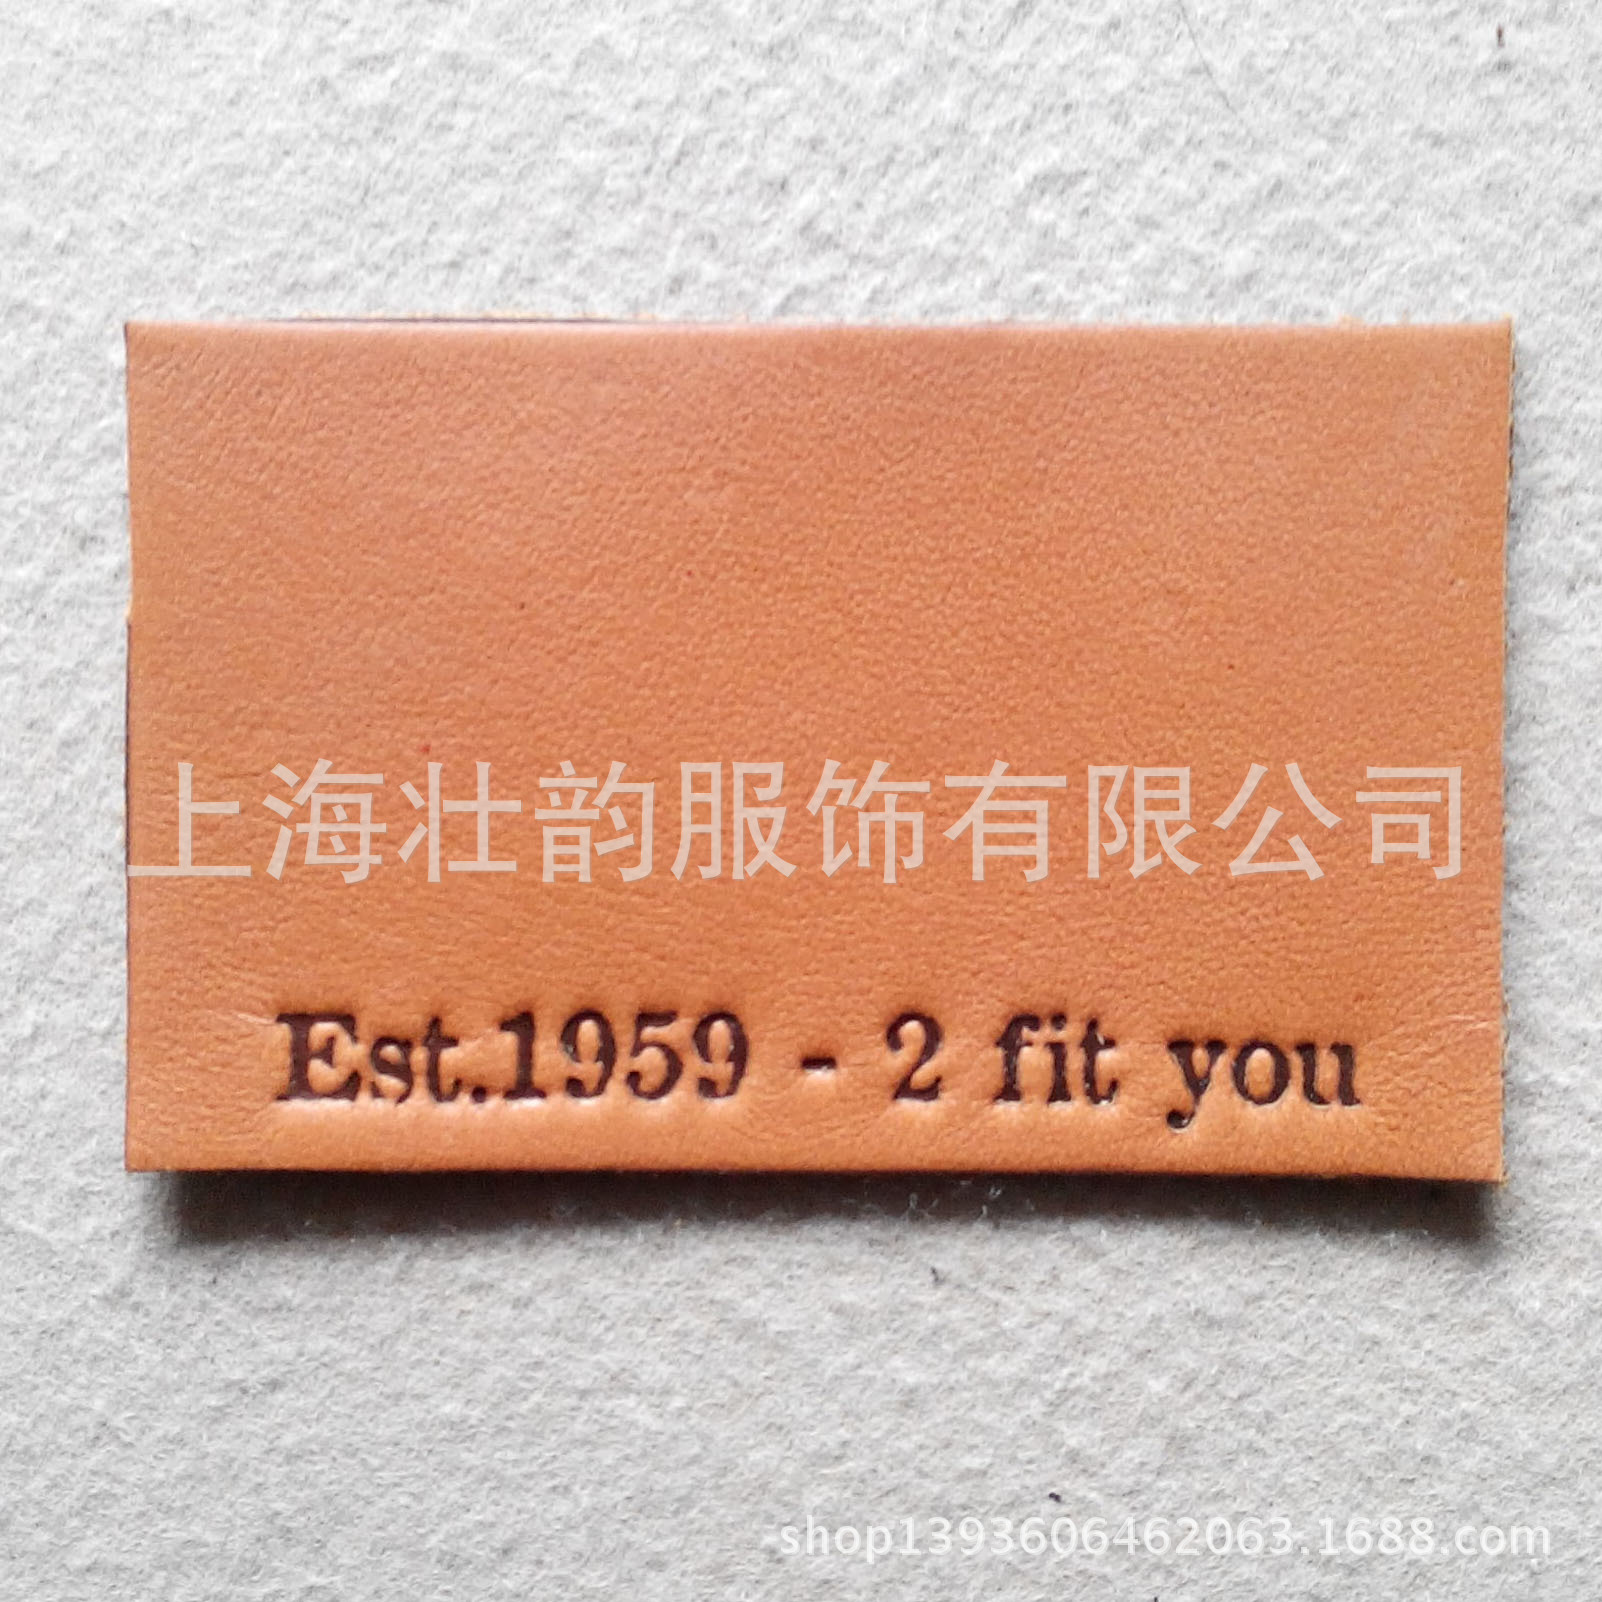 上海壮韵服饰有限公司
Est.1959 - 2 fit you
shop1393606462063.1688.com